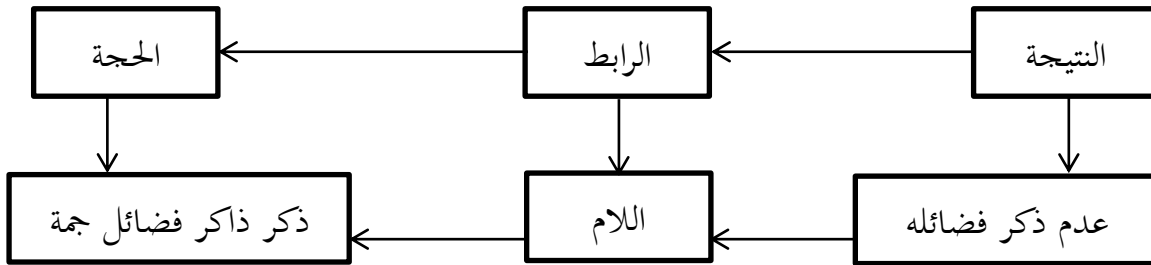 النتيجة
الرابط
الحجة
عدم ذكر فضائله
اللام
ذكر ذاكر فضائل جمة